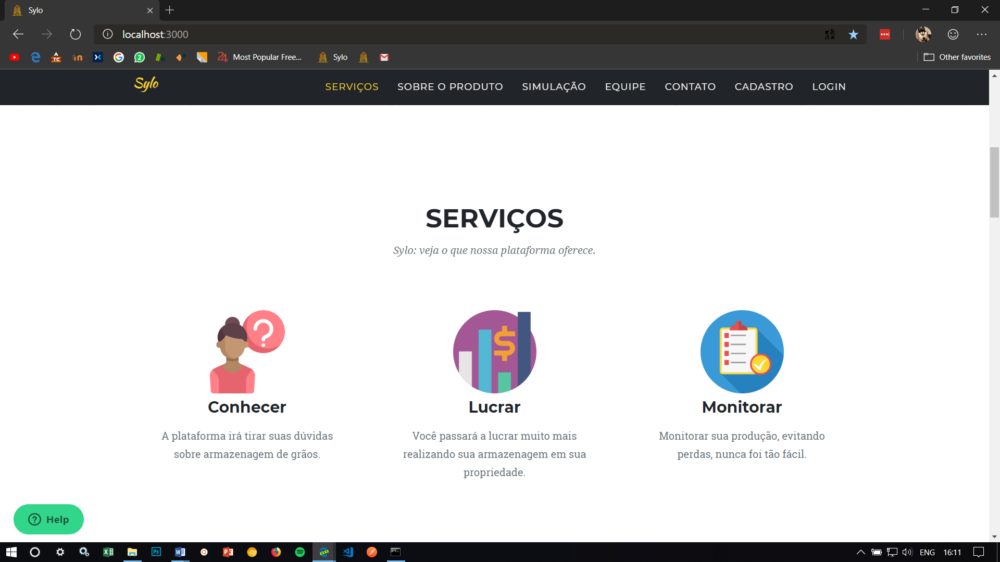 Sylo
localhost:3000
Most Popular Free...
Sylo
Other favorites
Sylo
SERVIÇOS
SOBRE O PRODUTO
SIMULAÇÃO
EQUIPE
CONTATO
CADASTRO
LOGIN
SERVIÇOS
Sylo: veja o que nossa plataforma oferece.
Conhecer
A plataforma irá tirar suas dúvidas
sobre armazenagem de grãos.
Lucrar
Você passará a lucrar muito mais
realizando sua armazenagem em sua
propriedade.
Monitorar
Monitorar sua produção, evitando
perdas, nunca foi tão fácil.
Help
ENG
16:11